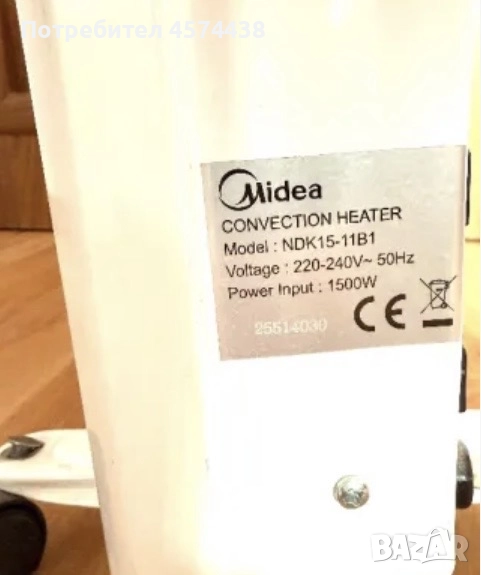 Потребител 4574438
Midea
CONVECTION HEATER
Model : NDK15-11B1
Voltage : 220-240V~ 50Hz
Power Input : 1500W
25514030
CE
BAZAR